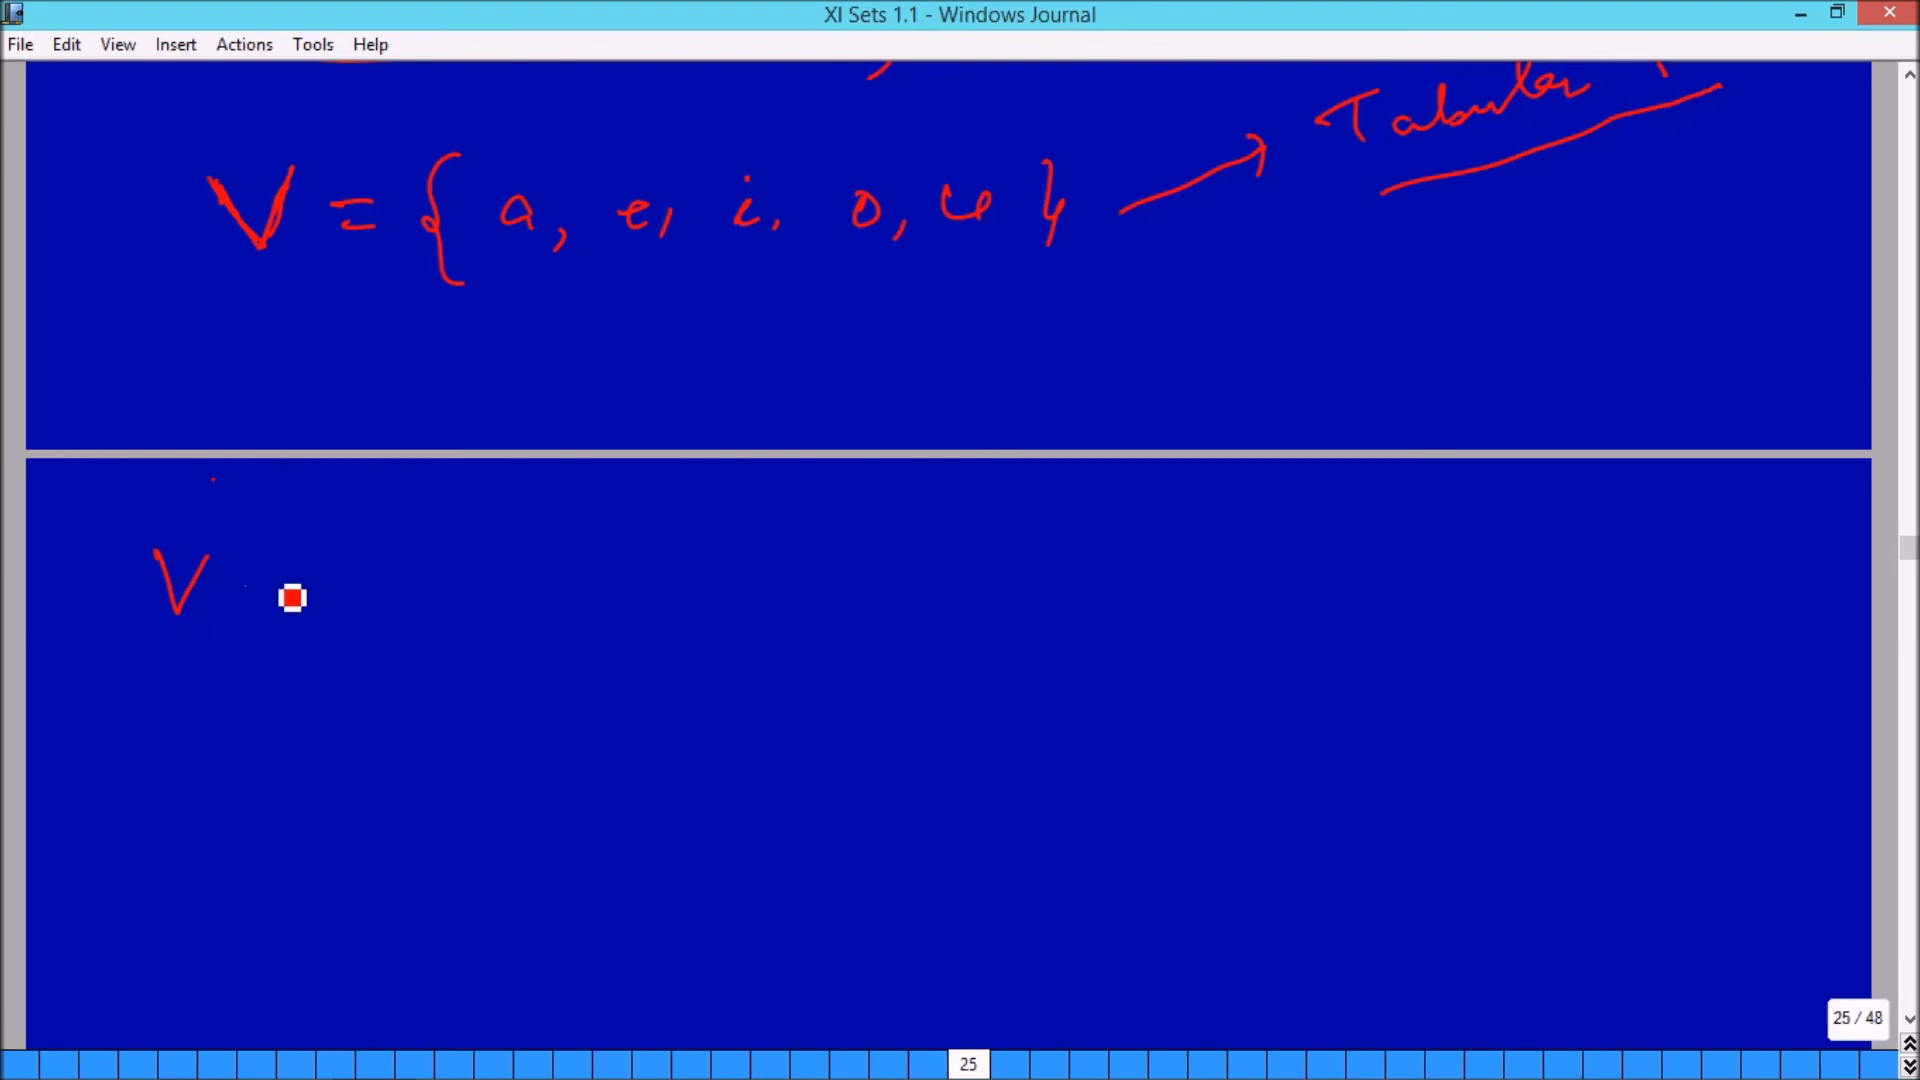 XI Sets 1.1 - Windows Journal
File Edit View Insert Actions Tools Help
Tabular
V = { a, e, i, o, u }
V
25 / 48
25